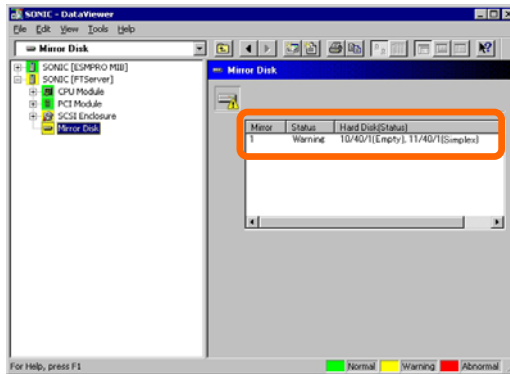 SONIC - DataViewer
File Edit View Tools Help
Mirror Disk
SONIC [ESMPRO MIB]
SONIC [FTServer]
CPU Module
PCI Module
SCSI Enclosure
Mirror Disk
Mirror Disk
Mirror Status Hard Disk(Status)
1 Warning 10/40/1(Empty), 11/40/1(Simplex)
For Help, press F1
Normal Warning Abnormal